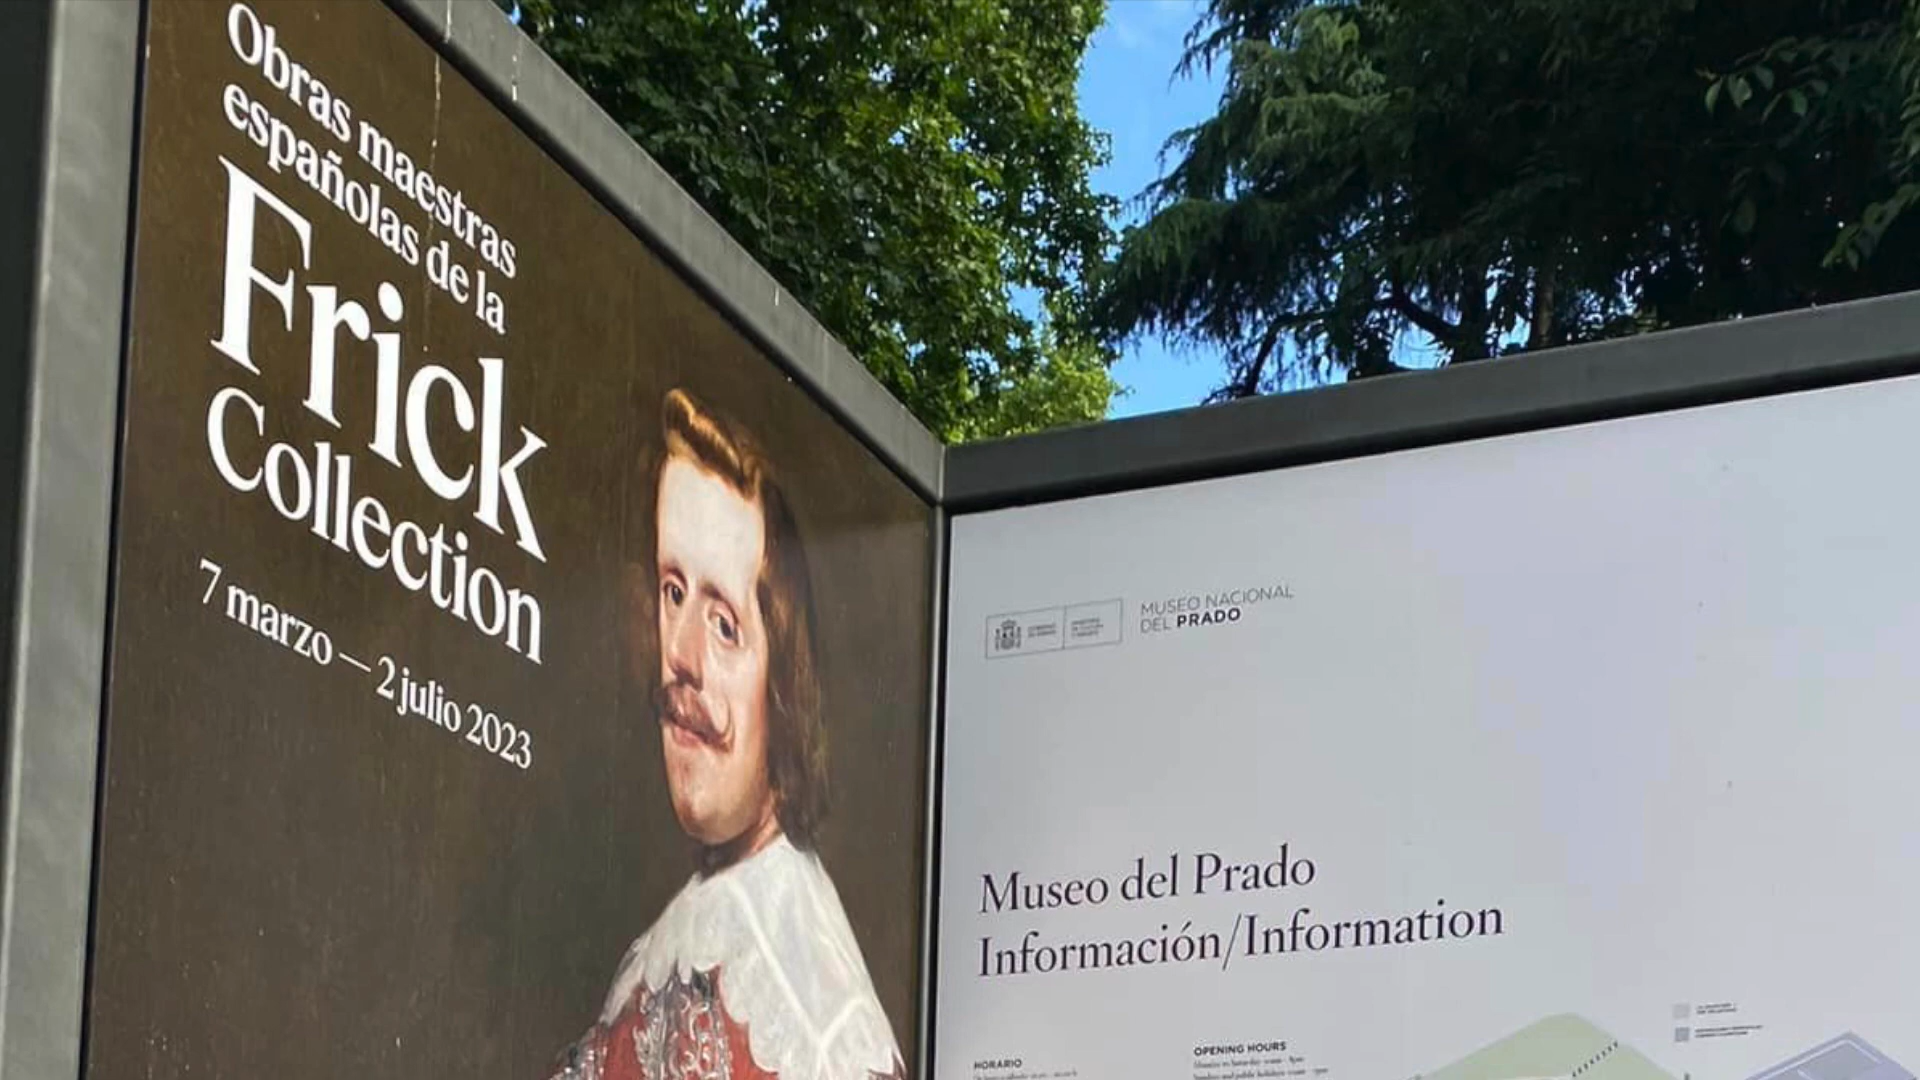 Obras maestras
españolas de la
Frick
Collection
7 marzo — 2 julio 2023
MUSEO NACIONAL
DEL PRADO
Museo del Prado
Información/Information
HORARIO
OPENING HOURS